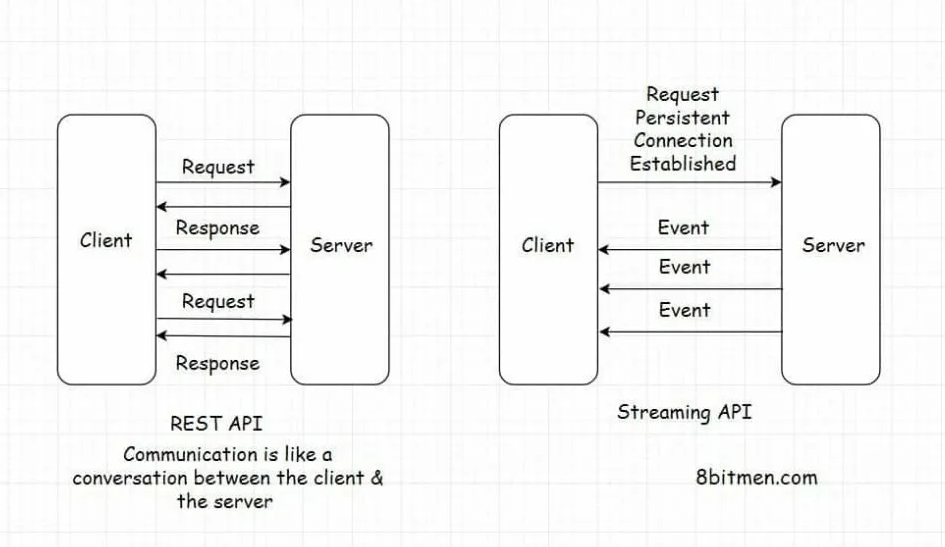 Client
Request
Response
Request
Response
Server
REST API
Communication is like a
conversation between the client &
the server
Request
Persistent
Connection
Established
Client
Event
Event
Event
Server
Streaming API
8bitmen.com